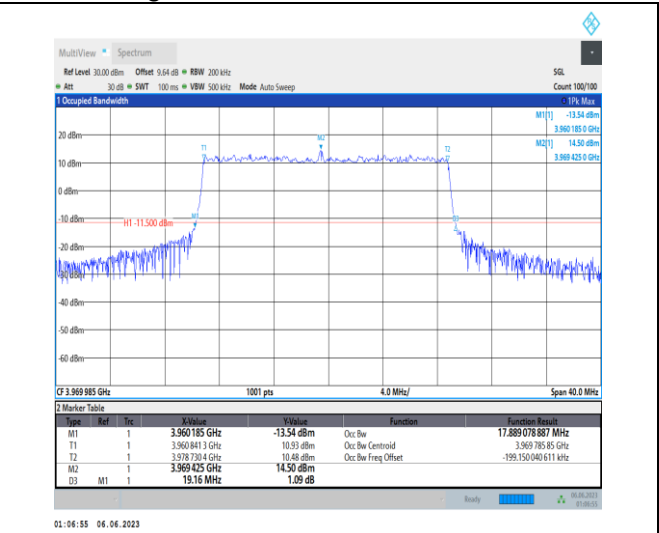 MultiView Spectrum
Ref Level 30.00 dBm Offset 9.64 dB RBW 200 kHz SGL
Att 30 dB SWT 100 ms VBW 500 kHz Mode Auto Sweep Count 100/100
1 Occupied Bandwidth 1Pk Max
M1[1] -13.54 dBm
3.960 185 0 GHz
M2[1] 14.50 dBm
3.969 425 0 GHz
20 dBm
M2
T1 T2
10 dBm
0 dBm
-10 dBm M1 D3
H1 -11.500 dBm
-20 dBm
-30 dBm
-40 dBm
-50 dBm
-60 dBm
CF 3.969 985 GHz 1001 pts 4.0 MHz/ Span 40.0 MHz
2 Marker Table
Type Ref Trc X-Value Y-Value Function Function Result
M1 1 3.960185 GHz -13.54 dBm Occ Bw 17.889 078 887 MHz
T1 1 3.960 841 3 GHz 10.93 dBm Occ Bw Centroid 3.969 785 85 GHz
T2 1 3.978 730 4 GHz 10.48 dBm Occ Bw Freq Offset -199.150 040 611 kHz
M2 1 3.969425 GHz 14.50 dBm
D3 M1 1 19.16 MHz 1.09 dB
Ready 06.06.2023
01:06:55
01:06:55 06.06.2023